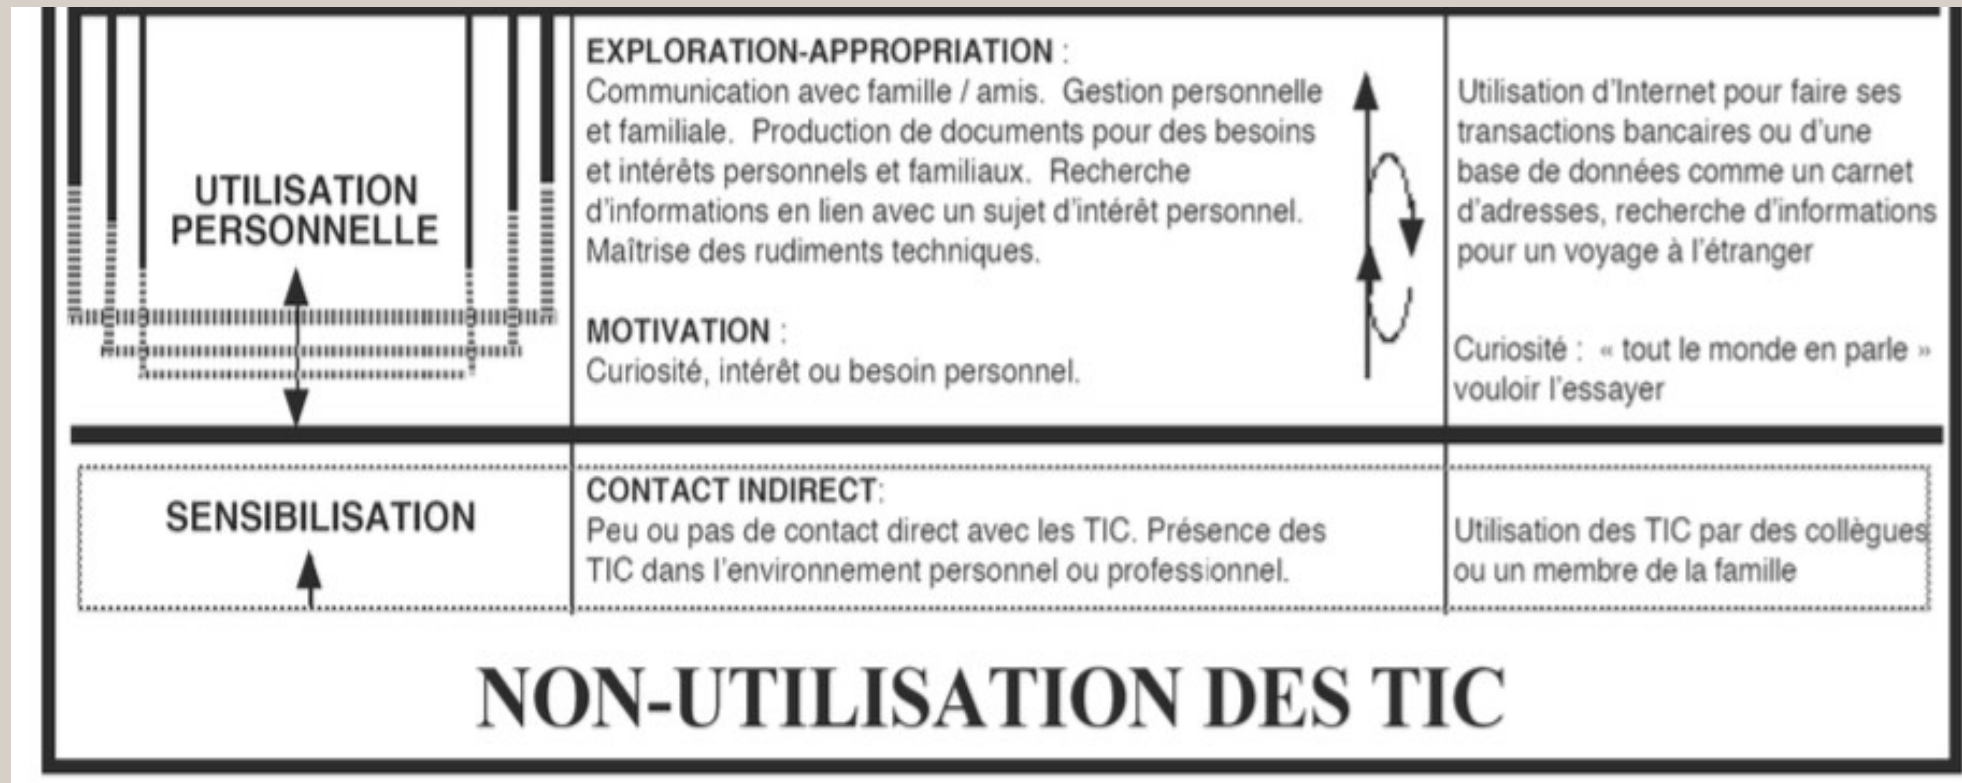 UTILISATION
PERSONNELLE
EXPLORATION-APPROPRIATION :
Communication avec famille / amis. Gestion personnelle
et familiale. Production de documents pour des besoins
et intérêts personnels et familiaux. Recherche
d'informations en lien avec un sujet d'intérêt personnel.
Maîtrise des rudiments techniques.
MOTIVATION :
Curiosité, intérêt ou besoin personnel.
Utilisation d'Internet pour faire ses
transactions bancaires ou d'une
base de données comme un carnet
d'adresses, recherche d'informations
pour un voyage à l'étranger
Curiosité : « tout le monde en parle »
vouloir l'essayer
SENSIBILISATION
CONTACT INDIRECT:
Peu ou pas de contact direct avec les TIC. Présence des
TIC dans l'environnement personnel ou professionnel.
Utilisation des TIC par des collègues
ou un membre de la famille
NON-UTILISATION DES TIC